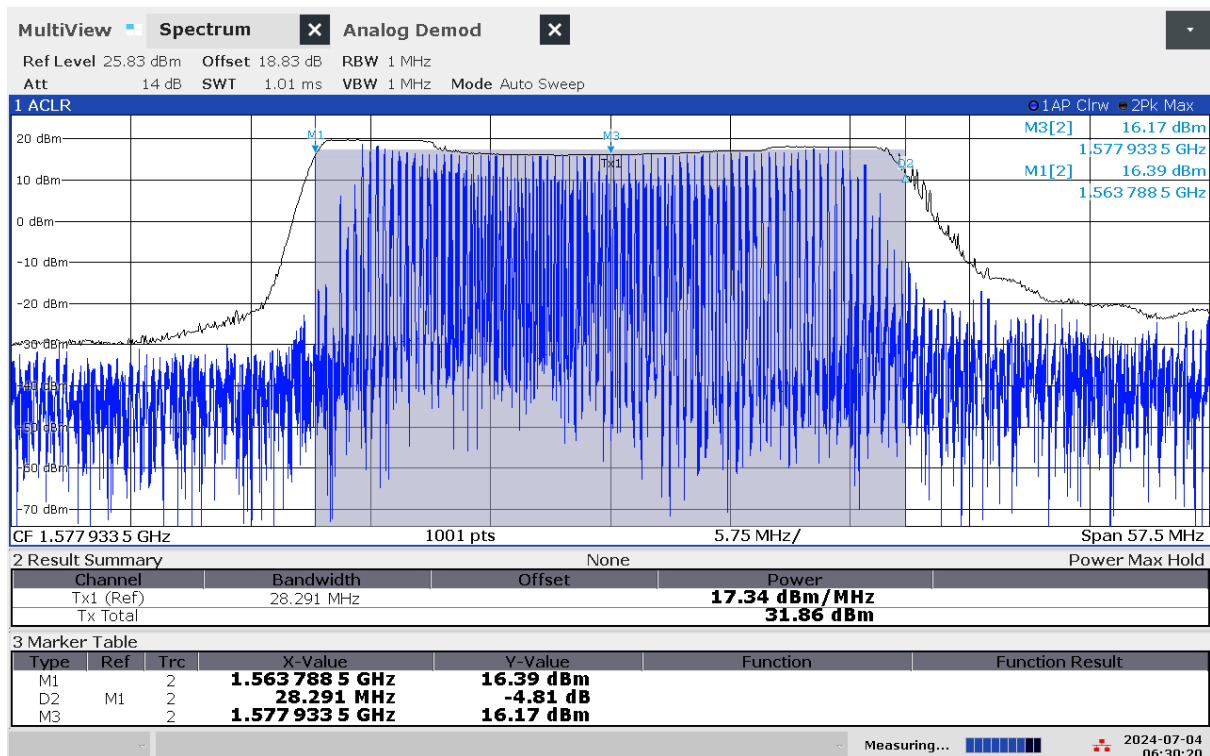 MultiView Spectrum X Analog Demod X
Ref Level 25.83 dBm Offset 18.83 dB RBW 1 MHz
Att 14 dB SWT 1.01 ms VBW 1 MHz Mode Auto Sweep
1 ACLR 1AP Clrw 2Pk Max
M3[2] 16.17 dBm
1.577 933 5 GHz
M1[2] 16.39 dBm
1.563 788 5 GHz
M1 M3
Tx1 D2
20 dBm
10 dBm
0 dBm
-10 dBm
-20 dBm
-30 dBm
-40 dBm
-50 dBm
-60 dBm
-70 dBm
CF 1.577 933 5 GHz 1001 pts 5.75 MHz/ Span 57.5 MHz
2 Result Summary None Power Max Hold
Channel Bandwidth Offset Power
Tx1 (Ref) 28.291 MHz 17.34 dBm/MHz
Tx Total 31.86 dBm
3 Marker Table
Type Ref Trc X-Value Y-Value Function Function Result
M1 2 1.563 788 5 GHz 16.39 dBm
D2 M1 2 28.291 MHz -4.81 dB
M3 2 1.577 933 5 GHz 16.17 dBm
Measuring... 2024-07-04
06:30:20